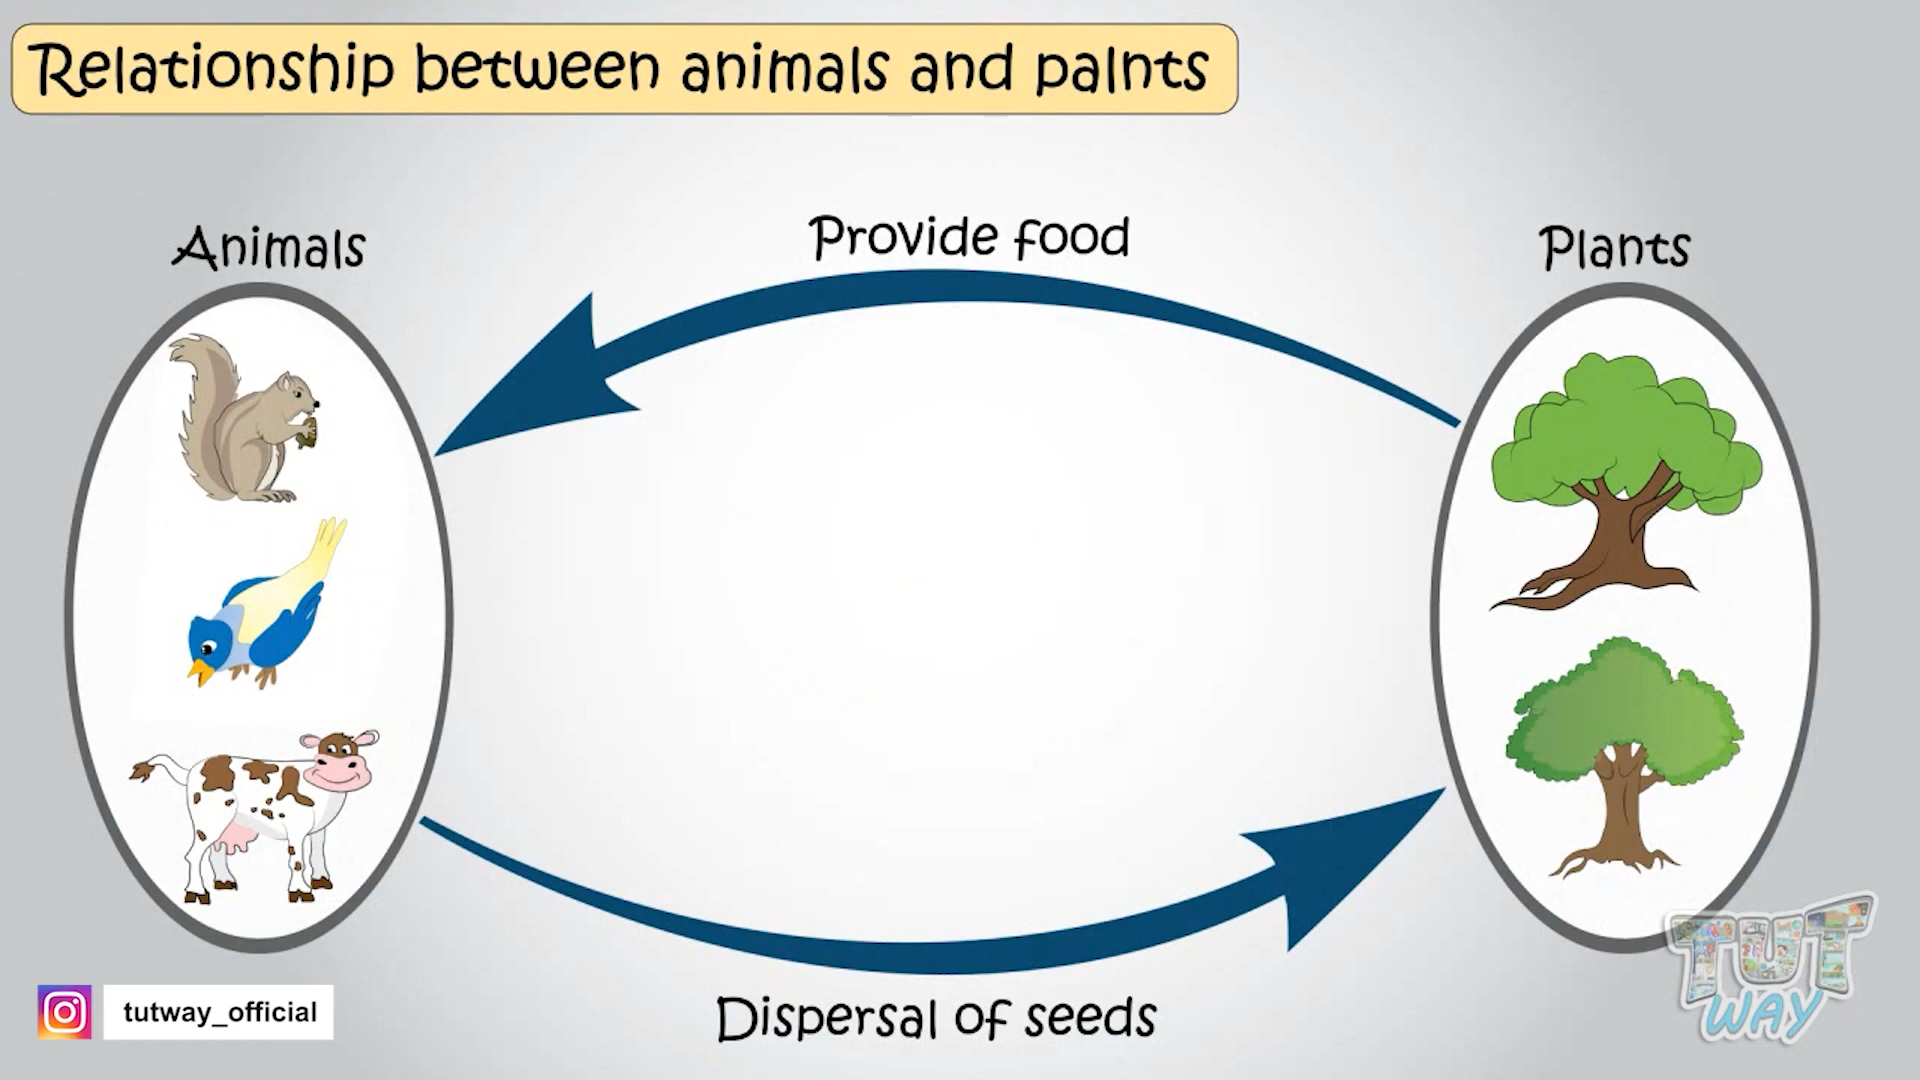 Relationship between animals and palnts
Animals
Provide food
Plants
Dispersal of seeds
tutway_official
TUT
WAY